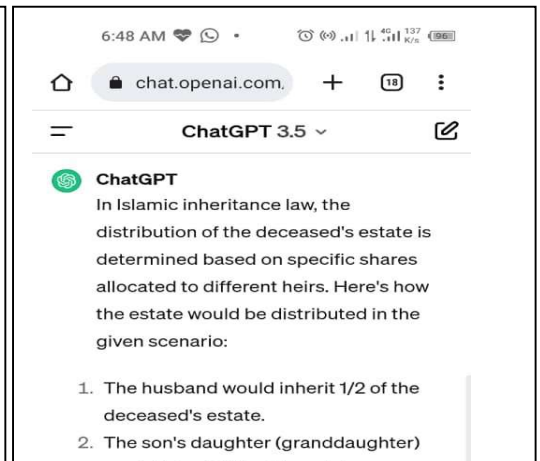 6:48 AM 4G 137 K/s 96
chat.openai.com. + 18
ChatGPT 3.5
ChatGPT
In Islamic inheritance law, the
distribution of the deceased's estate is
determined based on specific shares
allocated to different heirs. Here's how
the estate would be distributed in the
given scenario:
1. The husband would inherit 1/2 of the
deceased's estate.
2. The son's daughter (granddaughter)